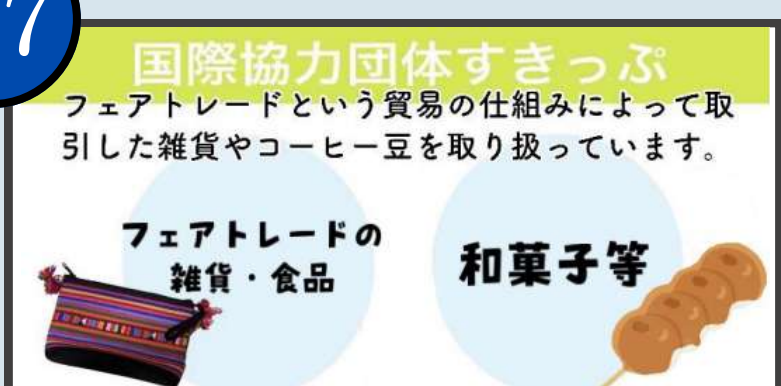 7
国際協力団体すきっぷ
フェアトレードという貿易の仕組みによって取
引した雑貨やコーヒー豆を取り扱っています。
フェアトレードの
雑貨・食品
和菓子等